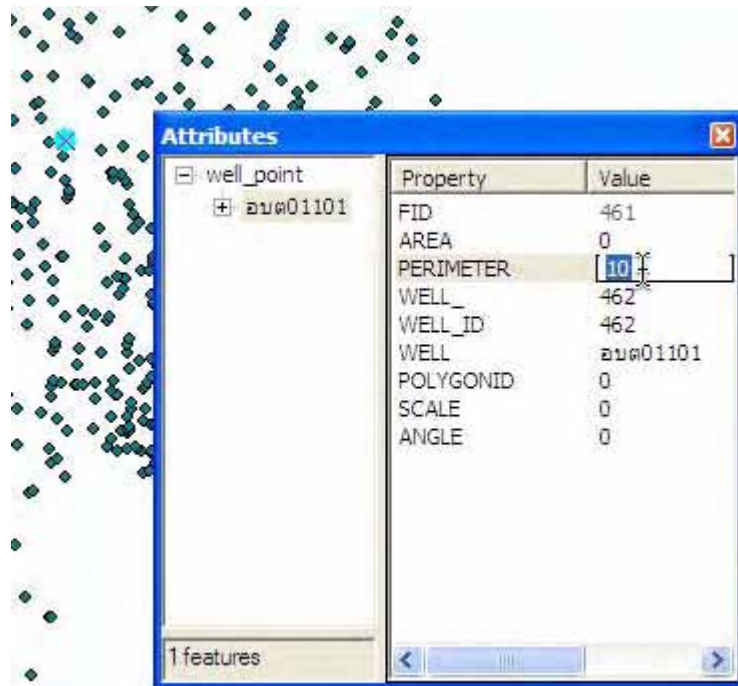 Attributes
well_point
อบต01101
1 features
Property Value
FID 461
AREA 0
PERIMETER 10
WELL_ 462
WELL_ID 462
WELL อบต01101
POLYGONID 0
SCALE 0
ANGLE 0